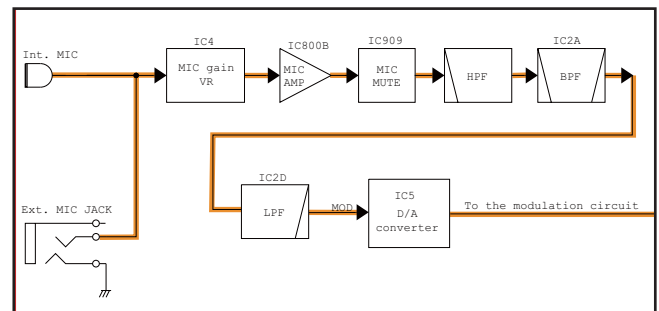 Int. MIC
IC4
MIC gain
VR
IC800B
MIC
AMP
IC909
MIC
MUTE
HPF
IC2A
BPF
Ext. MIC JACK
IC2D
LPF
MOD
IC5
D/A
converter
To the modulation circuit